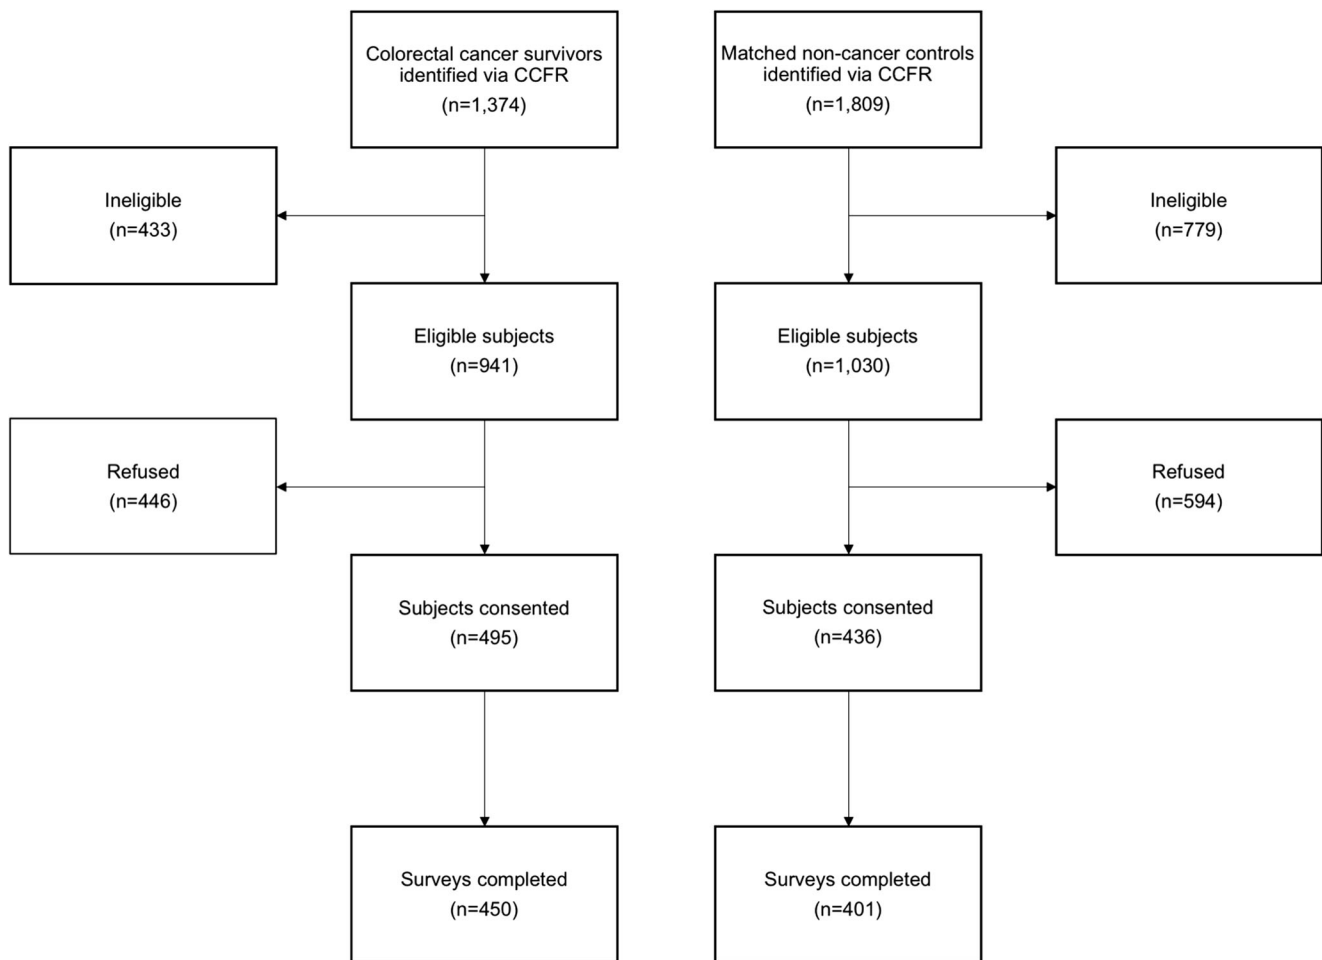 Colorectal cancer survivors
identified via CCFR
(n=1,374)
Matched non-cancer controls
identified via CCFR
(n=1,809)
Ineligible
(n=433)
Ineligible
(n=779)
Eligible subjects
(n=941)
Eligible subjects
(n=1,030)
Refused
(n=446)
Refused
(n=594)
Subjects consented
(n=495)
Subjects consented
(n=436)
Surveys completed
(n=450)
Surveys completed
(n=401)